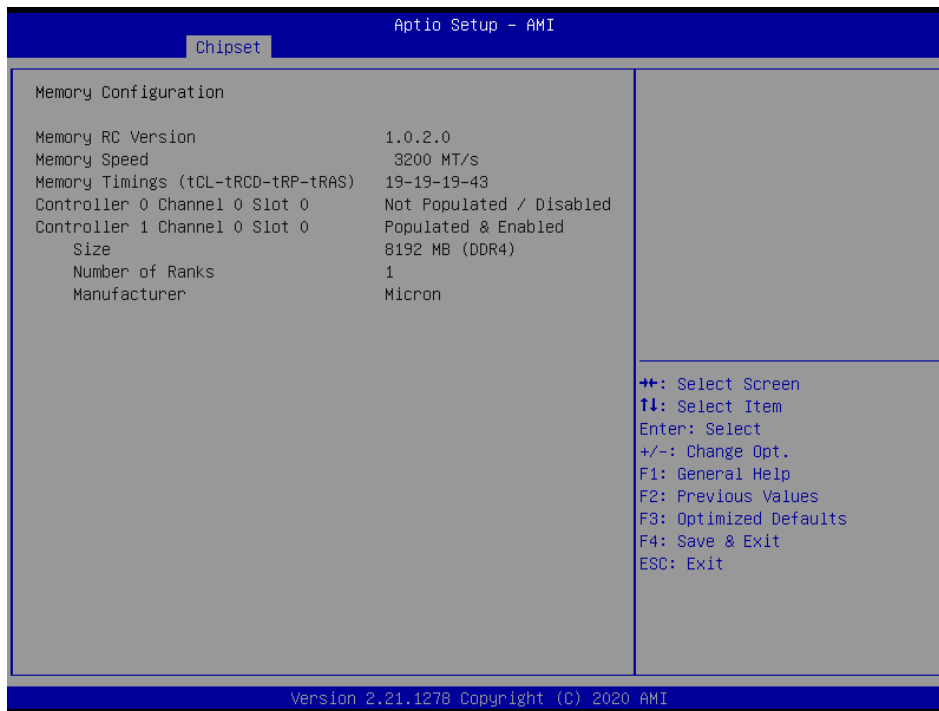 Aptio Setup - AMI
Chipset
Memory Configuration
Memory RC Version 1.0.2.0
Memory Speed 3200 MT/s
Memory Timings (tCL-tRCD-tRP-tRAS) 19-19-19-43
Controller 0 Channel 0 Slot 0 Not Populated / Disabled
Controller 1 Channel 0 Slot 0 Populated & Enabled
Size 8192 MB (DDR4)
Number of Ranks 1
Manufacturer Micron
→←: Select Screen
↑↓: Select Item
Enter: Select
+/-: Change Opt.
F1: General Help
F2: Previous Values
F3: Optimized Defaults
F4: Save & Exit
ESC: Exit
Version 2.21.1278 Copyright (C) 2020 AMI